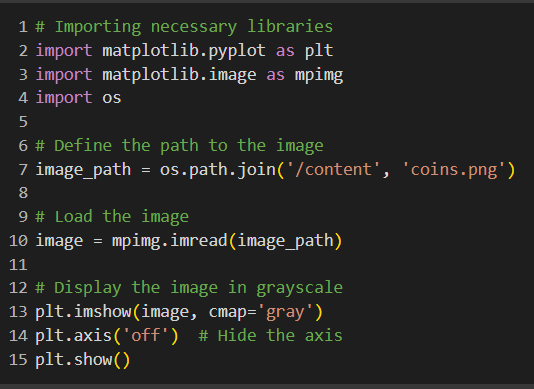 1 # Importing necessary libraries
2 import matplotlib.pyplot as plt
3 import matplotlib.image as mpimg
4 import os
5
6 # Define the path to the image
7 image_path = os.path.join('/content', 'coins.png')
8
9 # Load the image
10 image = mpimg.imread(image_path)
11
12 # Display the image in grayscale
13 plt.imshow(image, cmap='gray')
14 plt.axis('off')  # Hide the axis
15 plt.show()